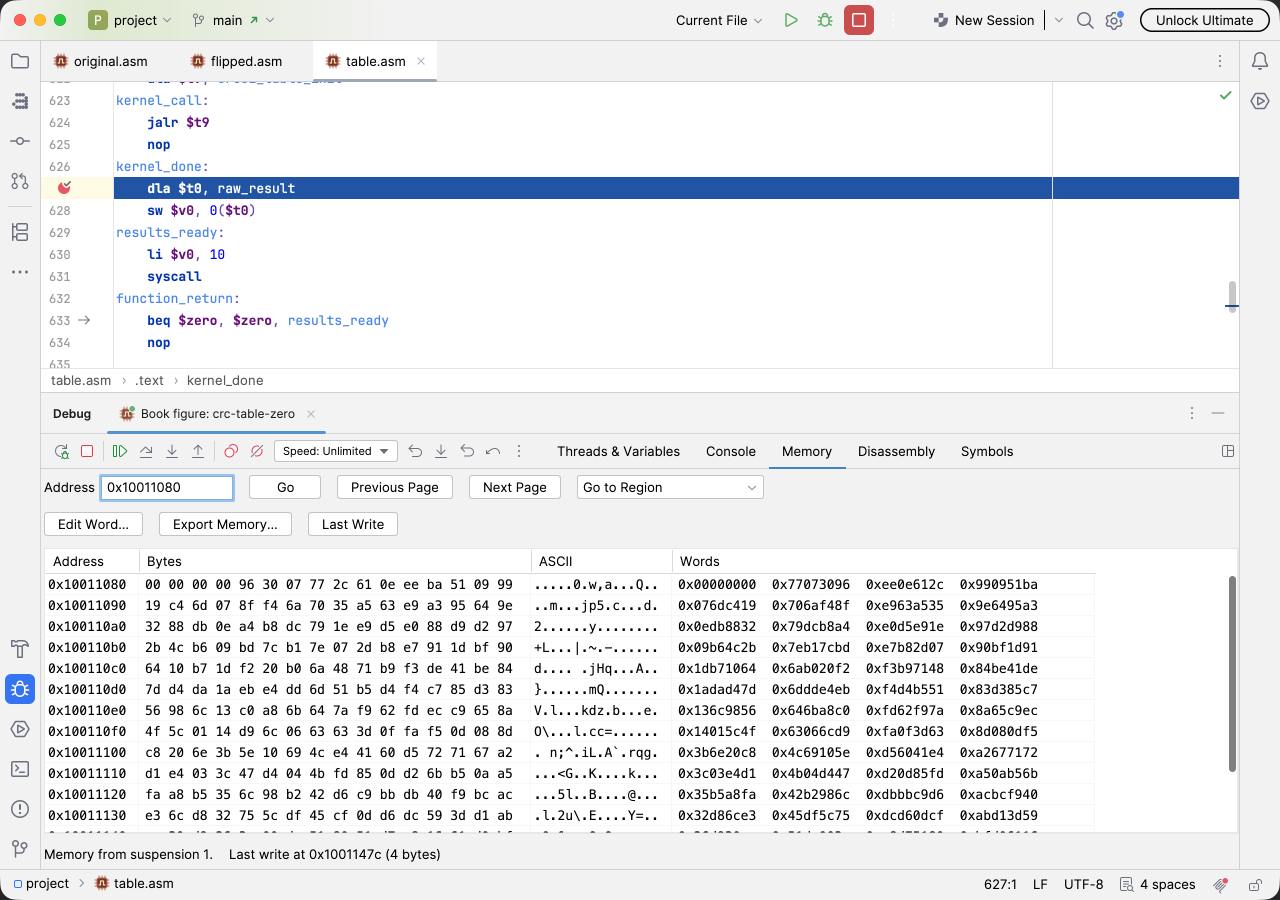 P project main Current File New Session Unlock Ultimate
original.asm flipped.asm table.asm
623 kernel_call:
624 jalr $t9
625 nop
626 kernel_done:
dla $t0, raw_result
628 sw $v0, 0($t0)
results_ready:
630 li $v0, 10
631 syscall
632 function_return:
633 beq $zero, $zero, results_ready
634 nop
635
table.asm › .text › kernel_done
Debug Book figure: crc-table-zero
Speed: Unlimited Threads & Variables Console Memory Disassembly Symbols
Address 0x10011080 Go Previous Page Next Page Go to Region
Edit Word... Export Memory... Last Write
Address Bytes ASCII Words
0x10011080 00 00 00 00 96 30 07 77 2c 61 0e ee ba 51 09 99 .....0.w,a...Q.. 0x00000000 0x77073096 0xee0e612c 0x990951ba
0x10011090 19 c4 6d 07 8f f4 6a 70 35 a5 63 e9 a3 95 64 9e ..m...jp5.c...d. 0x076dc419 0x706af48f 0xe963a535 0x9e6495a3
0x100110a0 32 88 db 0e a4 b8 dc 79 1e e9 d5 e0 88 d9 d2 97 2......y........ 0x0edb8832 0x79dcb8a4 0xe0d5e91e 0x97d2d988
0x100110b0 2b 4c b6 09 bd 7c b1 7e 07 2d b8 e7 91 1d bf 90 +L...|.~.-...... 0x09b64c2b 0x7eb17cbd 0xe7b82d07 0x90bf1d91
0x100110c0 64 10 b7 1d f2 20 b0 6a 48 71 b9 f3 de 41 be 84 d.... .jHq...A.. 0x1db71064 0x6ab020f2 0xf3b97148 0x84be41de
0x100110d0 7d d4 da 1a eb e4 dd 6d 51 b5 d4 f4 c7 85 d3 83 }......mQ....... 0x1adad47d 0x6ddde4eb 0xf4d4b551 0x83d385c7
0x100110e0 56 98 6c 13 c0 a8 6b 64 7a f9 62 fd ec c9 65 8a V.l...kdz.b...e. 0x136c9856 0x646ba8c0 0xfd62f97a 0x8a65c9ec
0x100110f0 4f 5c 01 14 d9 6c 06 63 63 3d 0f fa f5 0d 08 8d O\...l.cc=...... 0x14015c4f 0x63066cd9 0xfa0f3d63 0x8d080df5
0x10011100 c8 20 6e 3b 5e 10 69 4c e4 41 60 d5 72 71 67 a2 . n;^.iL.A`.rqg. 0x3b6e20c8 0x4c69105e 0xd56041e4 0xa2677172
0x10011110 d1 e4 03 3c 47 d4 04 4b fd 85 0d d2 6b b5 0a a5 ...<G..K....k... 0x3c03e4d1 0x4b04d447 0xd20d85fd 0xa50ab56b
0x10011120 fa a8 b5 35 6c 98 b2 42 d6 c9 bb db 40 f9 bc ac ...5l..B....@... 0x35b5a8fa 0x42b2986c 0xdbbbc9d6 0xacbcf940
0x10011130 e3 6c d8 32 75 5c df 45 cf 0d d6 dc 59 3d d1 ab .l.2u\.E....Y=.. 0x32d86ce3 0x45df5c75 0xdcd60dcf 0xabd13d59
Memory from suspension 1. Last write at 0x1001147c (4 bytes)
project › table.asm 627:1 LF UTF-8 4 spaces